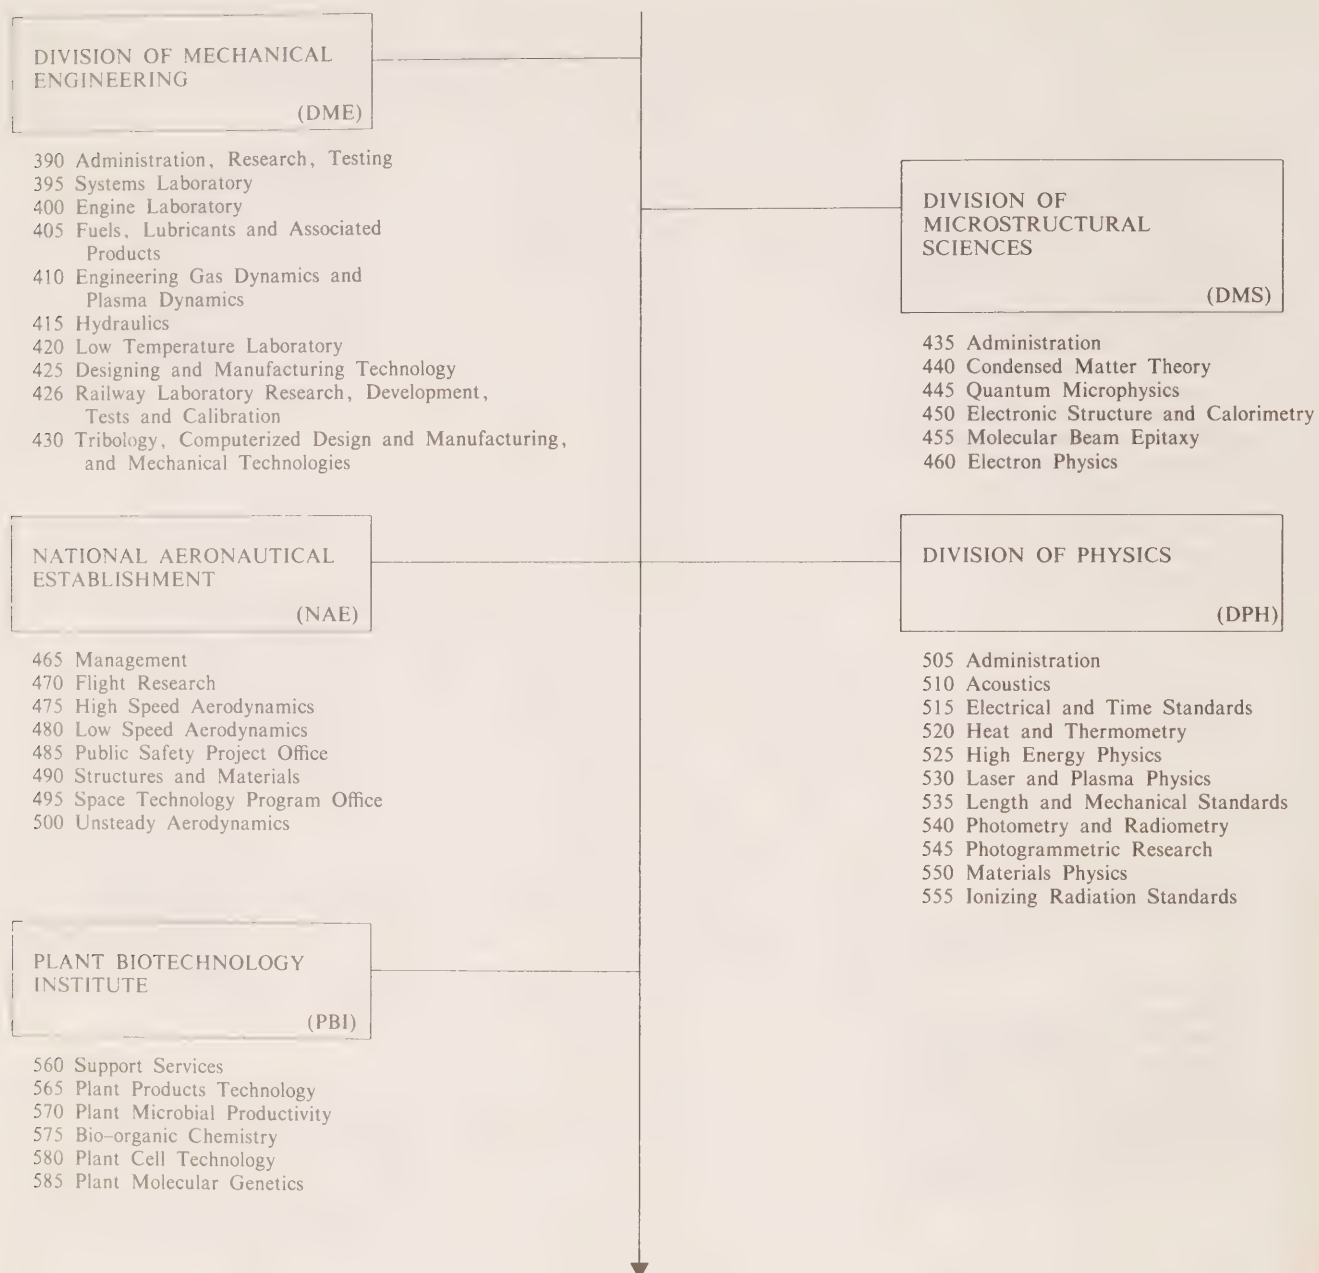 DIVISION OF MECHANICAL
ENGINEERING
(DME)
390 Administration, Research, Testing
395 Systems Laboratory
400 Engine Laboratory
405 Fuels, Lubricants and Associated
Products
410 Engineering Gas Dynamics and
Plasma Dynamics
415 Hydraulics
420 Low Temperature Laboratory
425 Designing and Manufacturing Technology
426 Railway Laboratory Research, Development,
Tests and Calibration
430 Tribology, Computerized Design and Manufacturing,
and Mechanical Technologies
DIVISION OF
MICROSTRUCTURAL
SCIENCES
(DMS)
435 Administration
440 Condensed Matter Theory
445 Quantum Microphysics
450 Electronic Structure and Calorimetry
455 Molecular Beam Epitaxy
460 Electron Physics
NATIONAL AERONAUTICAL
ESTABLISHMENT
(NAE)
465 Management
470 Flight Research
475 High Speed Aerodynamics
480 Low Speed Aerodynamics
485 Public Safety Project Office
490 Structures and Materials
495 Space Technology Program Office
500 Unsteady Aerodynamics
DIVISION OF PHYSICS
(DPH)
505 Administration
510 Acoustics
515 Electrical and Time Standards
520 Heat and Thermometry
525 High Energy Physics
530 Laser and Plasma Physics
535 Length and Mechanical Standards
540 Photometry and Radiometry
545 Photogrammetric Research
550 Materials Physics
555 Ionizing Radiation Standards
PLANT BIOTECHNOLOGY
INSTITUTE
(PBI)
560 Support Services
565 Plant Products Technology
570 Plant Microbial Productivity
575 Bio-organic Chemistry
580 Plant Cell Technology
585 Plant Molecular Genetics